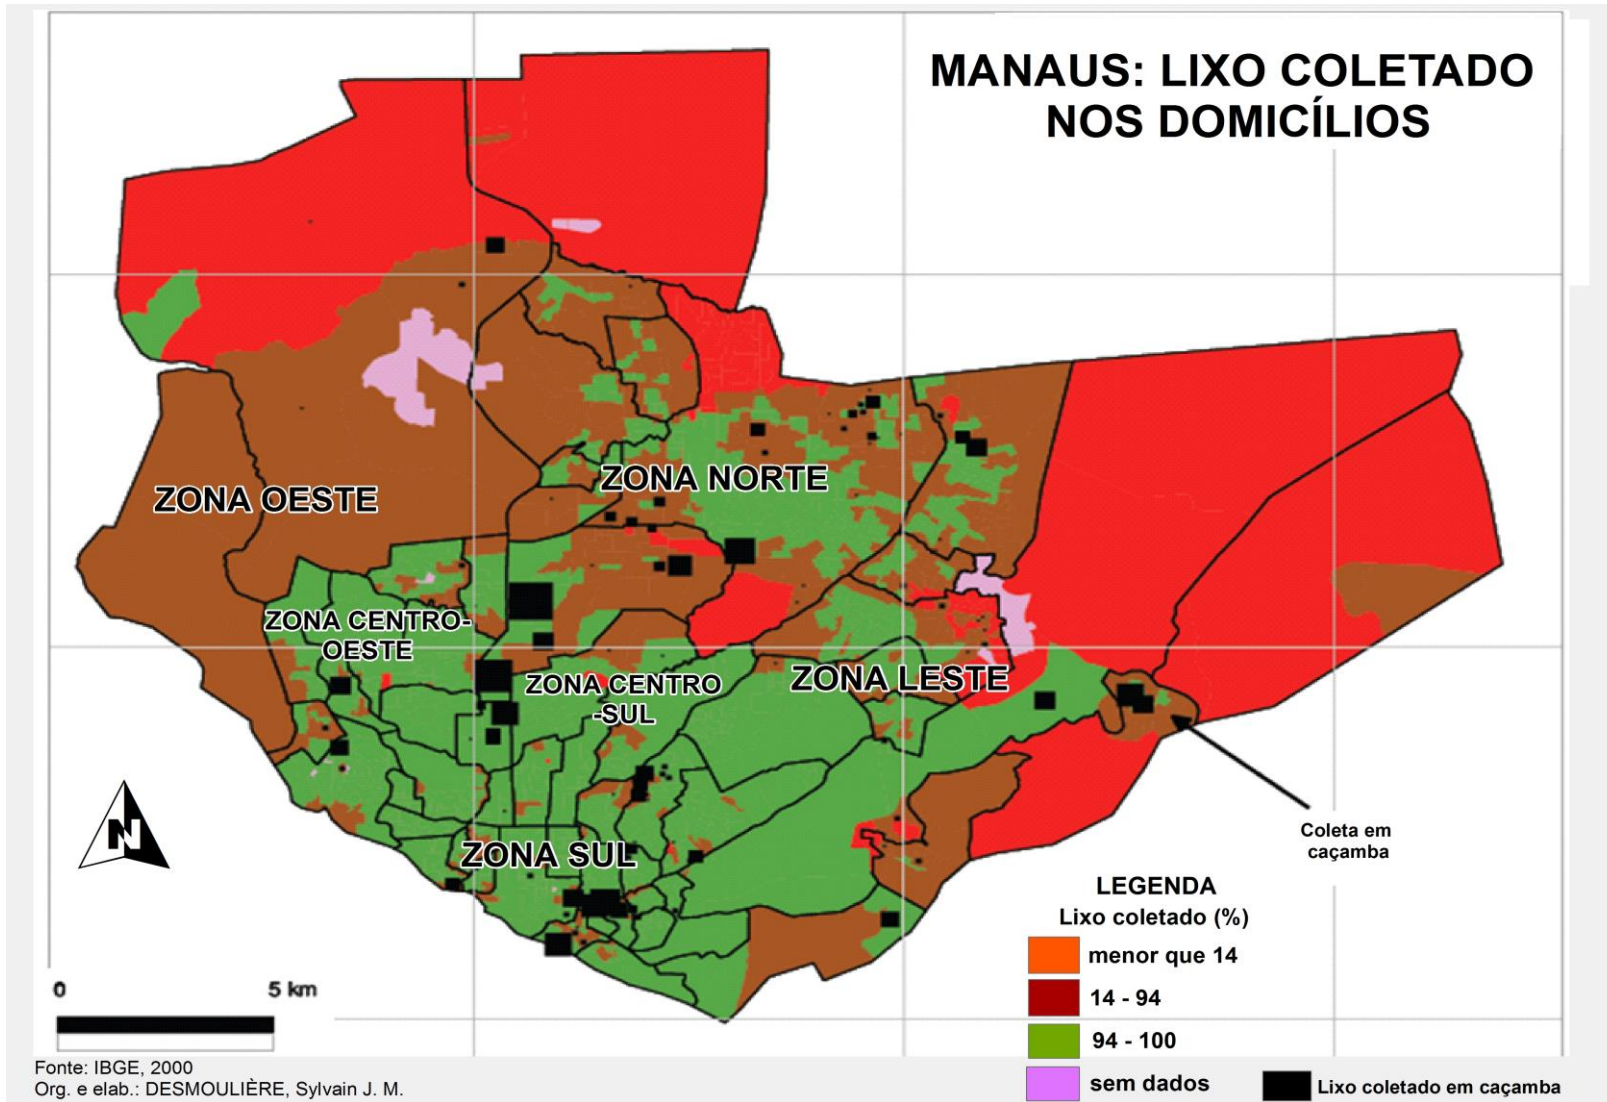 MANAUS: LIXO COLETADO
NOS DOMICÍLIOS
ZONA NORTE
ZONA OESTE
ZONA CENTRO-
OESTE
ZONA CENTRO
-SUL
ZONA LESTE
ZONA SUL
N
Coleta em
caçamba
LEGENDA
Lixo coletado (%)
menor que 14
14 - 94
94 - 100
sem dados
Lixo coletado em caçamba
0 5 km
Fonte: IBGE, 2000
Org. e elab.: DESMOULIÈRE, Sylvain J. M.